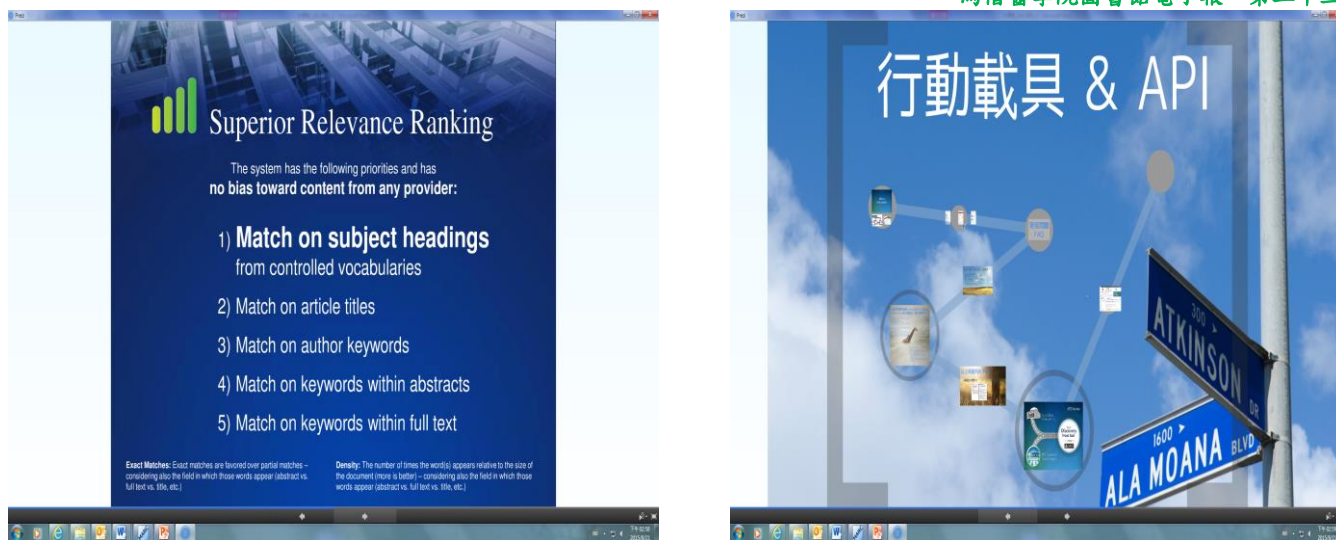 Prezi
Superior Relevance Ranking
The system has the following priorities and has
no bias toward content from any provider:
1) Match on subject headings
from controlled vocabularies
2) Match on article titles
3) Match on author keywords
4) Match on keywords within abstracts
5) Match on keywords within full text
Exact Matches: Exact matches are favored over partial matches –
considering also the field in which those words appear (abstract vs.
full text vs. title, etc.)
Density: The number of times the word(s) appears relative to the size of
the document (more is better) – considering also the field in which those
words appear (abstract vs. full text vs. title, etc.)
下午 02:58
Prezi
行動載具 & API
300
ATKINSON DR
1600
ALA MOANA BLVD